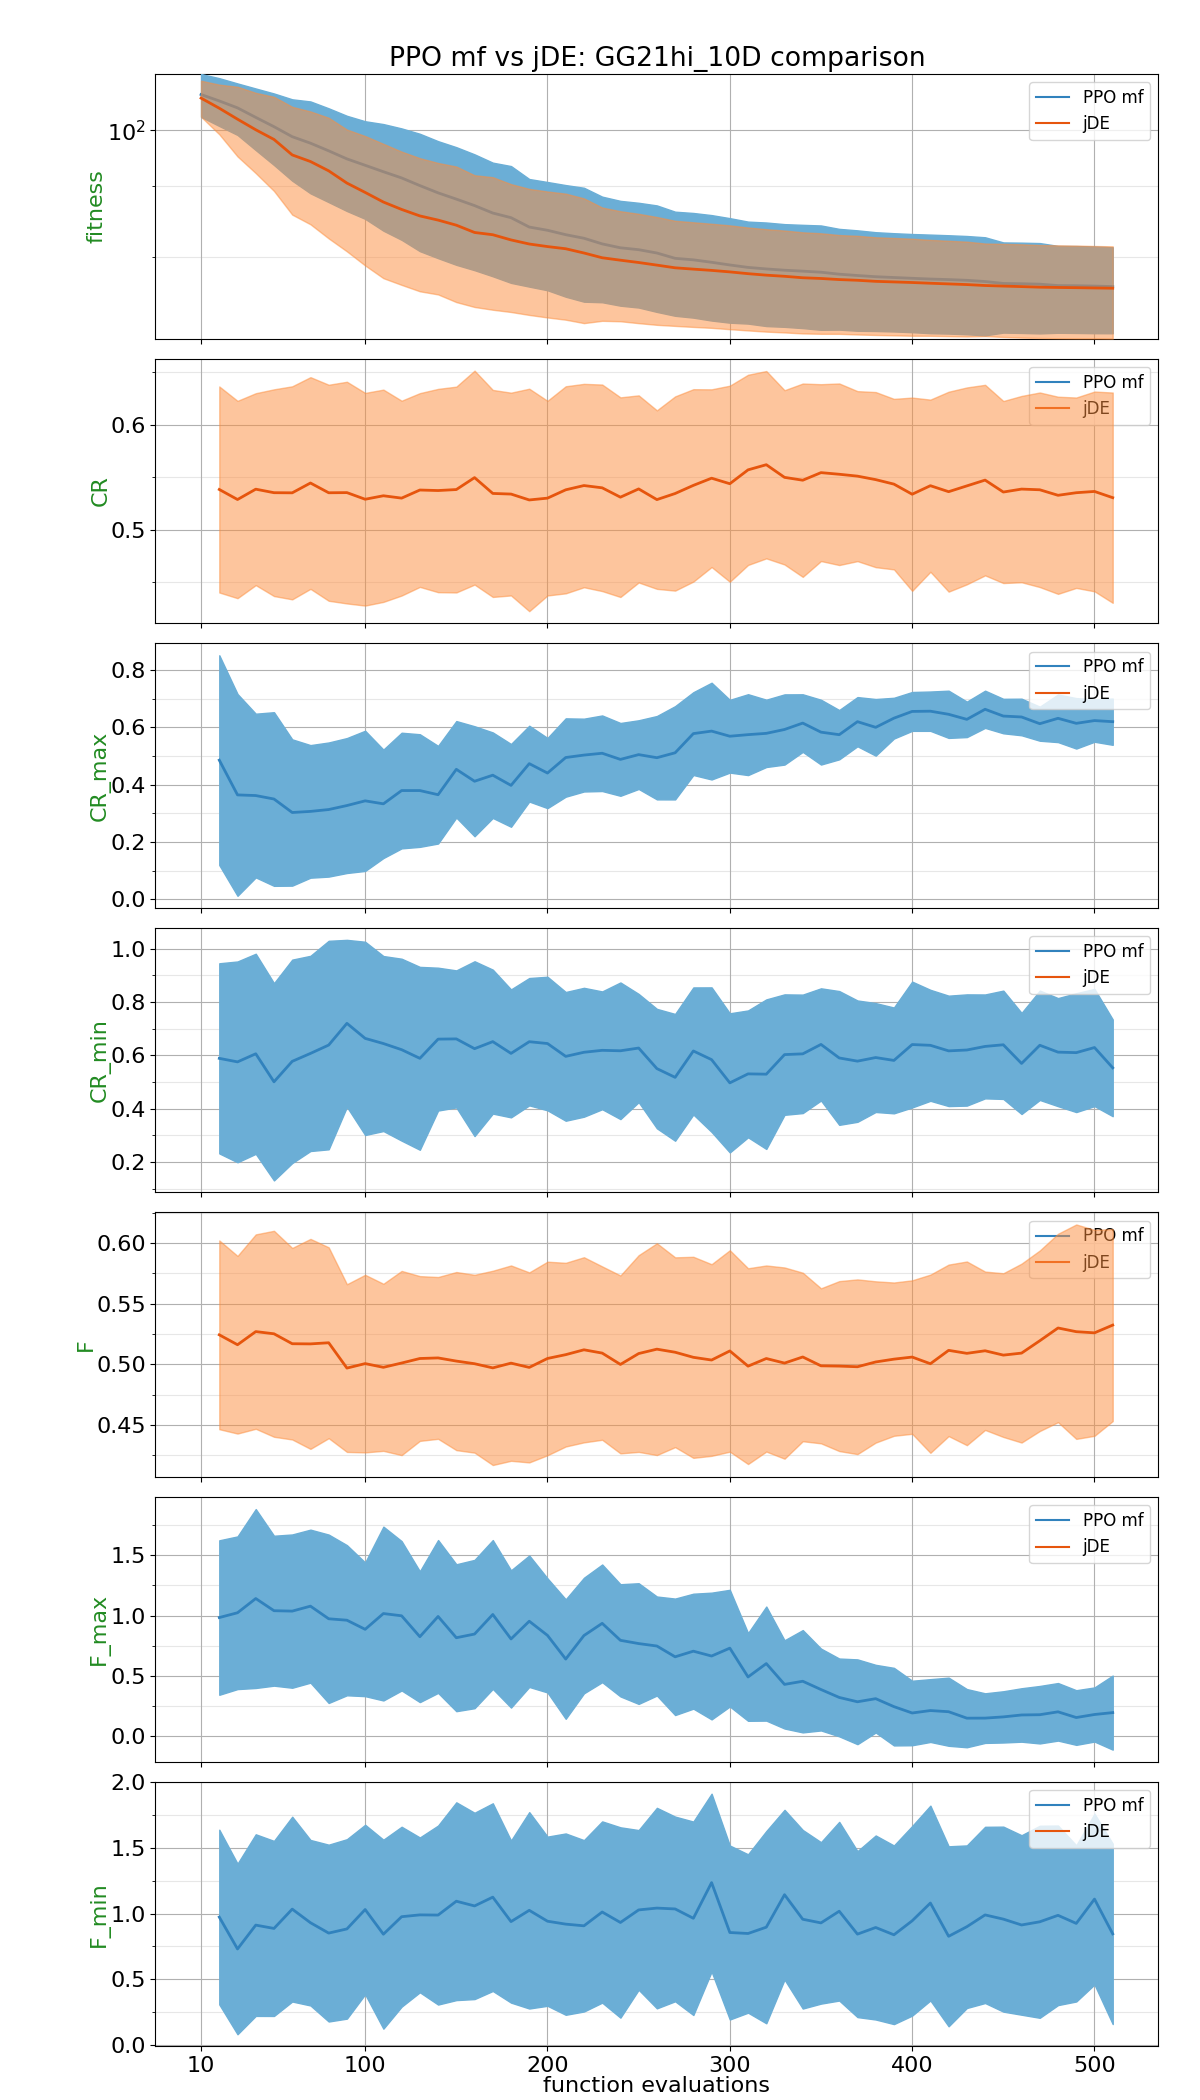 PPO mf vs jDE: GG21hi_10D comparison
fitness
10²
PPO mf
jDE
CR
0.6
0.5
PPO mf
jDE
CR_max
0.8
0.6
0.4
0.2
0.0
PPO mf
jDE
CR_min
1.0
0.8
0.6
0.4
0.2
PPO mf
jDE
F
0.60
0.55
0.50
0.45
PPO mf
jDE
F_max
1.5
1.0
0.5
0.0
PPO mf
jDE
F_min
2.0
1.5
1.0
0.5
0.0
PPO mf
jDE
10 100 200 300 400 500
function evaluations